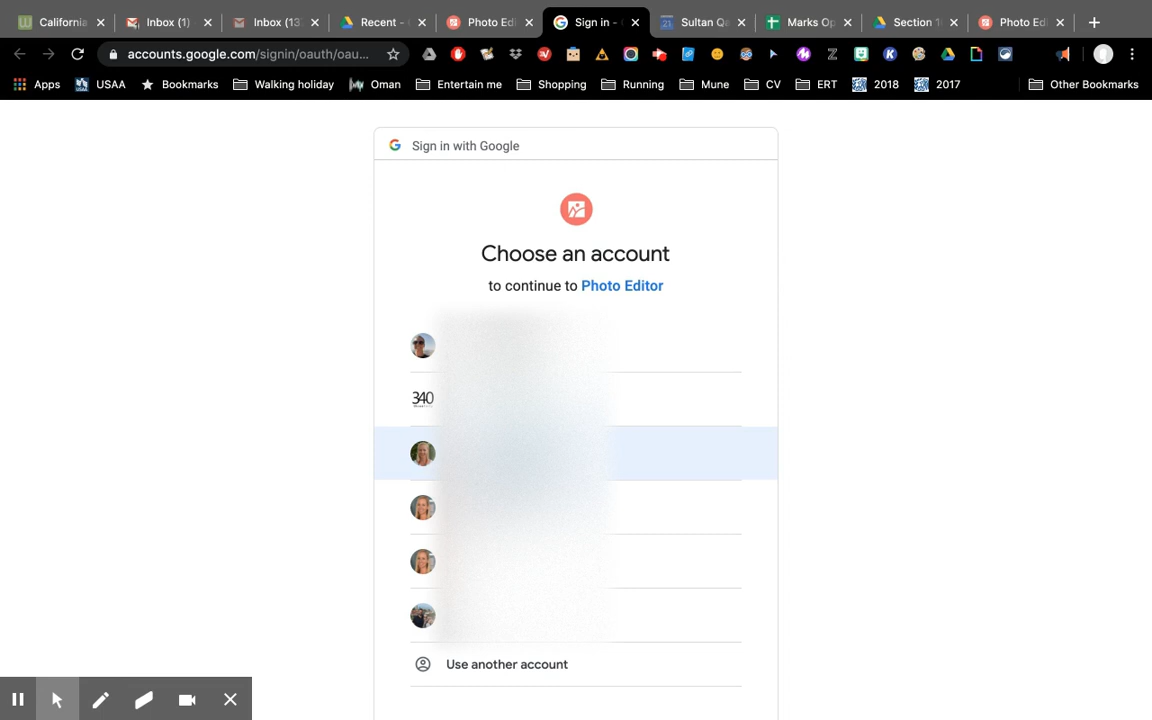 California
Inbox (1)
Inbox (13
Recent -
Photo Edi
Sign in -
Sultan Qa
Marks Op
Section 1
Photo Edi
accounts.google.com/signin/oauth/oau...
Apps
USAA
Bookmarks
Walking holiday
Oman
Entertain me
Shopping
Running
Mune
CV
ERT
2018
2017
Other Bookmarks
Sign in with Google
Choose an account
to continue to Photo Editor
340
Use another account